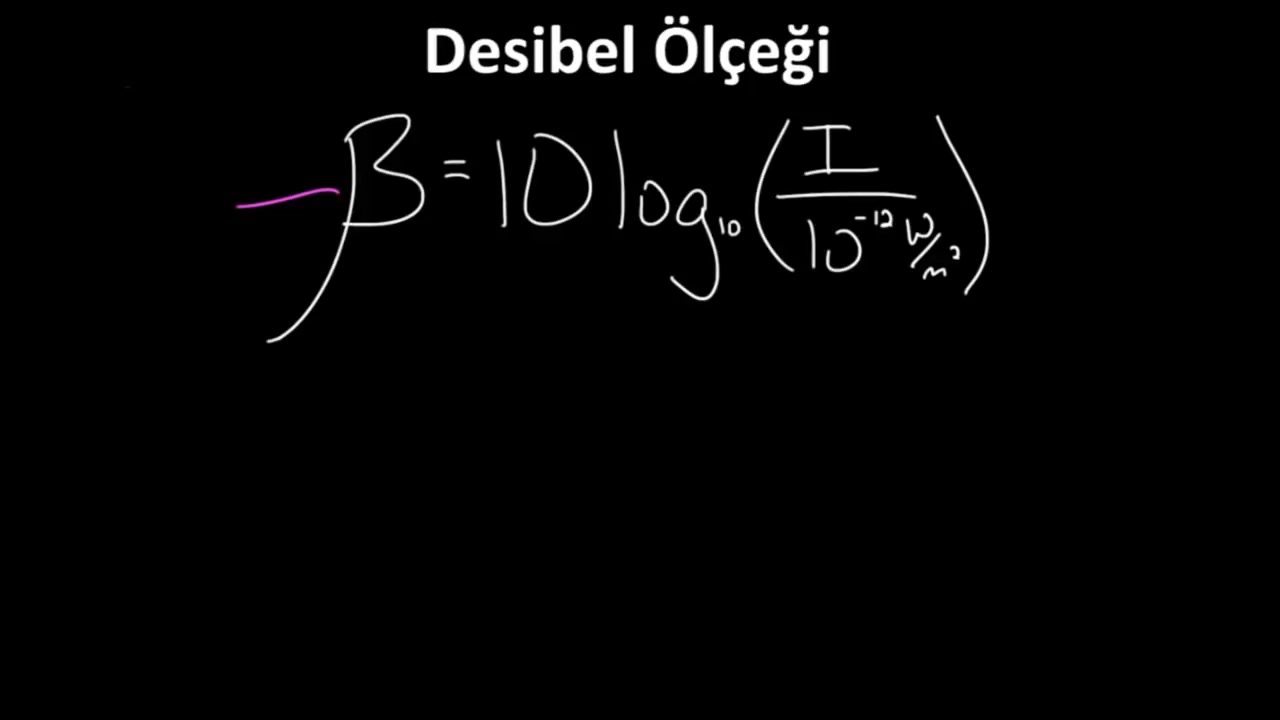 Desibel Ölçeği
β = 10 log₁₀ (I / 10⁻¹² W/m²)